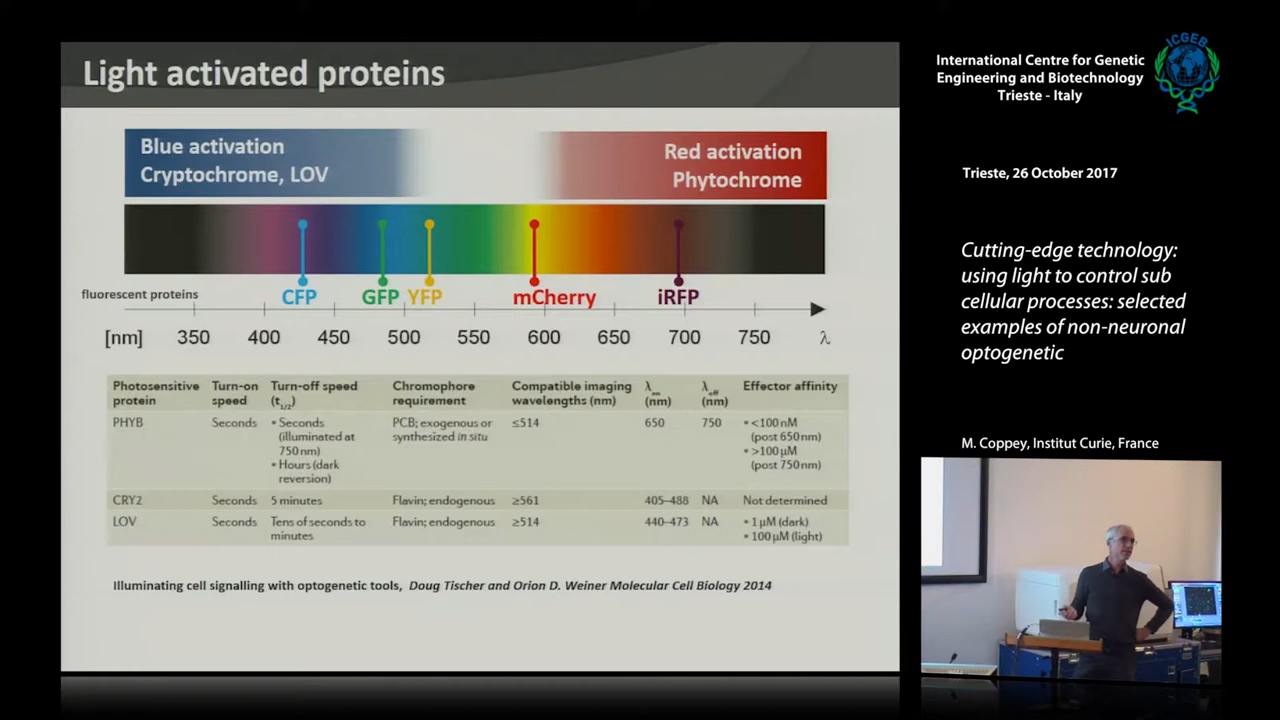 Light activated proteins
Blue activation
Cryptochrome, LOV
Red activation
Phytochrome
fluorescent proteins
CFP GFP YFP mCherry iRFP
[nm] 350 400 450 500 550 600 650 700 750 λ
Photosensitive protein Turn-on speed Turn-off speed (t1/2) Chromophore requirement Compatible imaging wavelengths (nm) λon (nm) λoff (nm) Effector affinity
PHYB Seconds • Seconds (illuminated at 750 nm) • Hours (dark reversion) PCB; exogenous or synthesized in situ ≤514 650 750 • <100 nM (post 650 nm) • >100 μM (post 750 nm)
CRY2 Seconds 5 minutes Flavin; endogenous ≥561 405–488 NA Not determined
LOV Seconds Tens of seconds to minutes Flavin; endogenous ≥514 440–473 NA • 1 μM (dark) • 100 μM (light)
Illuminating cell signalling with optogenetic tools, Doug Tischer and Orion D. Weiner Molecular Cell Biology 2014
International Centre for Genetic
Engineering and Biotechnology
Trieste - Italy
ICGEB
Trieste, 26 October 2017
Cutting-edge technology:
using light to control sub
cellular processes: selected
examples of non-neuronal
optogenetic
M. Coppey, Institut Curie, France